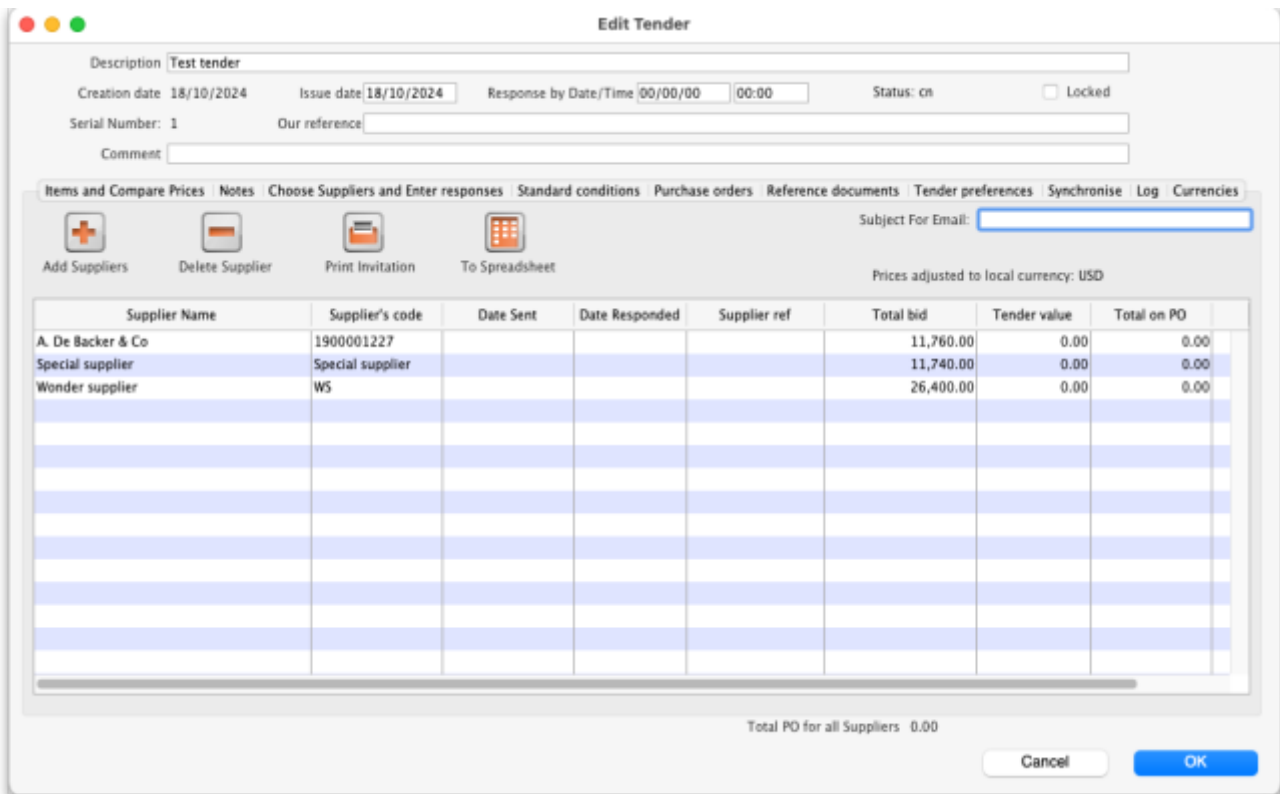 Edit Tender
Description Test tender
Creation date 18/10/2024 Issue date 18/10/2024 Response by Date/Time 00/00/00 00:00 Status: cn Locked
Serial Number: 1 Our reference
Comment
Items and Compare Prices Notes Choose Suppliers and Enter responses Standard conditions Purchase orders Reference documents Tender preferences Synchronise Log Currencies
Subject For Email:
Add Suppliers Delete Supplier Print Invitation To Spreadsheet
Prices adjusted to local currency: USD
Supplier Name Supplier's code Date Sent Date Responded Supplier ref Total bid Tender value Total on PO
A. De Backer & Co 1900001227 11,760.00 0.00 0.00
Special supplier Special supplier 11,740.00 0.00 0.00
Wonder supplier WS 26,400.00 0.00 0.00
Total PO for all Suppliers 0.00
Cancel OK